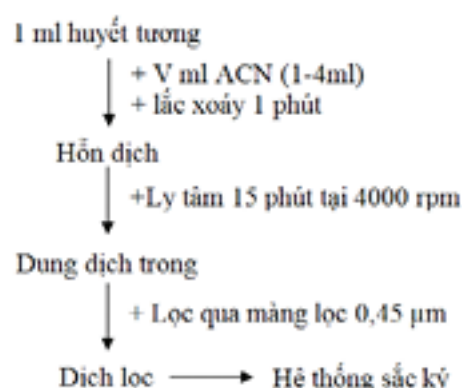 1 ml huyết tương
+ V ml ACN (1-4ml)
+ lắc xoáy 1 phút
Hỗn dịch
+Ly tâm 15 phút tại 4000 rpm
Dung dịch trong
+ Lọc qua màng lọc 0,45 µm
Dịch lọc
Hệ thống sắc ký